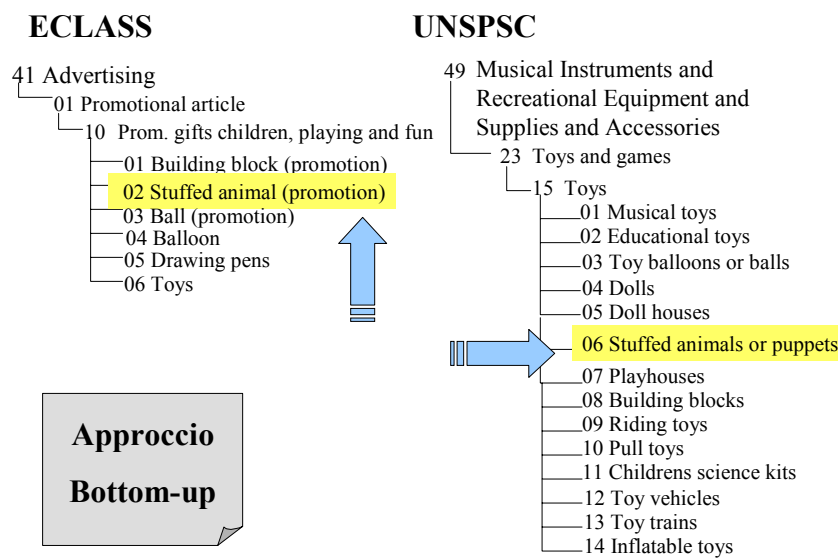 ECLASS
41 Advertising
01 Promotional article
10 Prom. gifts children, playing and fun
01 Building block (promotion)
02 Stuffed animal (promotion)
03 Ball (promotion)
04 Balloon
05 Drawing pens
06 Toys
UNSPSC
49 Musical Instruments and
Recreational Equipment and
Supplies and Accessories
23 Toys and games
15 Toys
01 Musical toys
02 Educational toys
03 Toy balloons or balls
04 Dolls
05 Doll houses
06 Stuffed animals or puppets
07 Playhouses
08 Building blocks
09 Riding toys
10 Pull toys
11 Childrens science kits
12 Toy vehicles
13 Toy trains
14 Inflatable toys
Approccio
Bottom-up